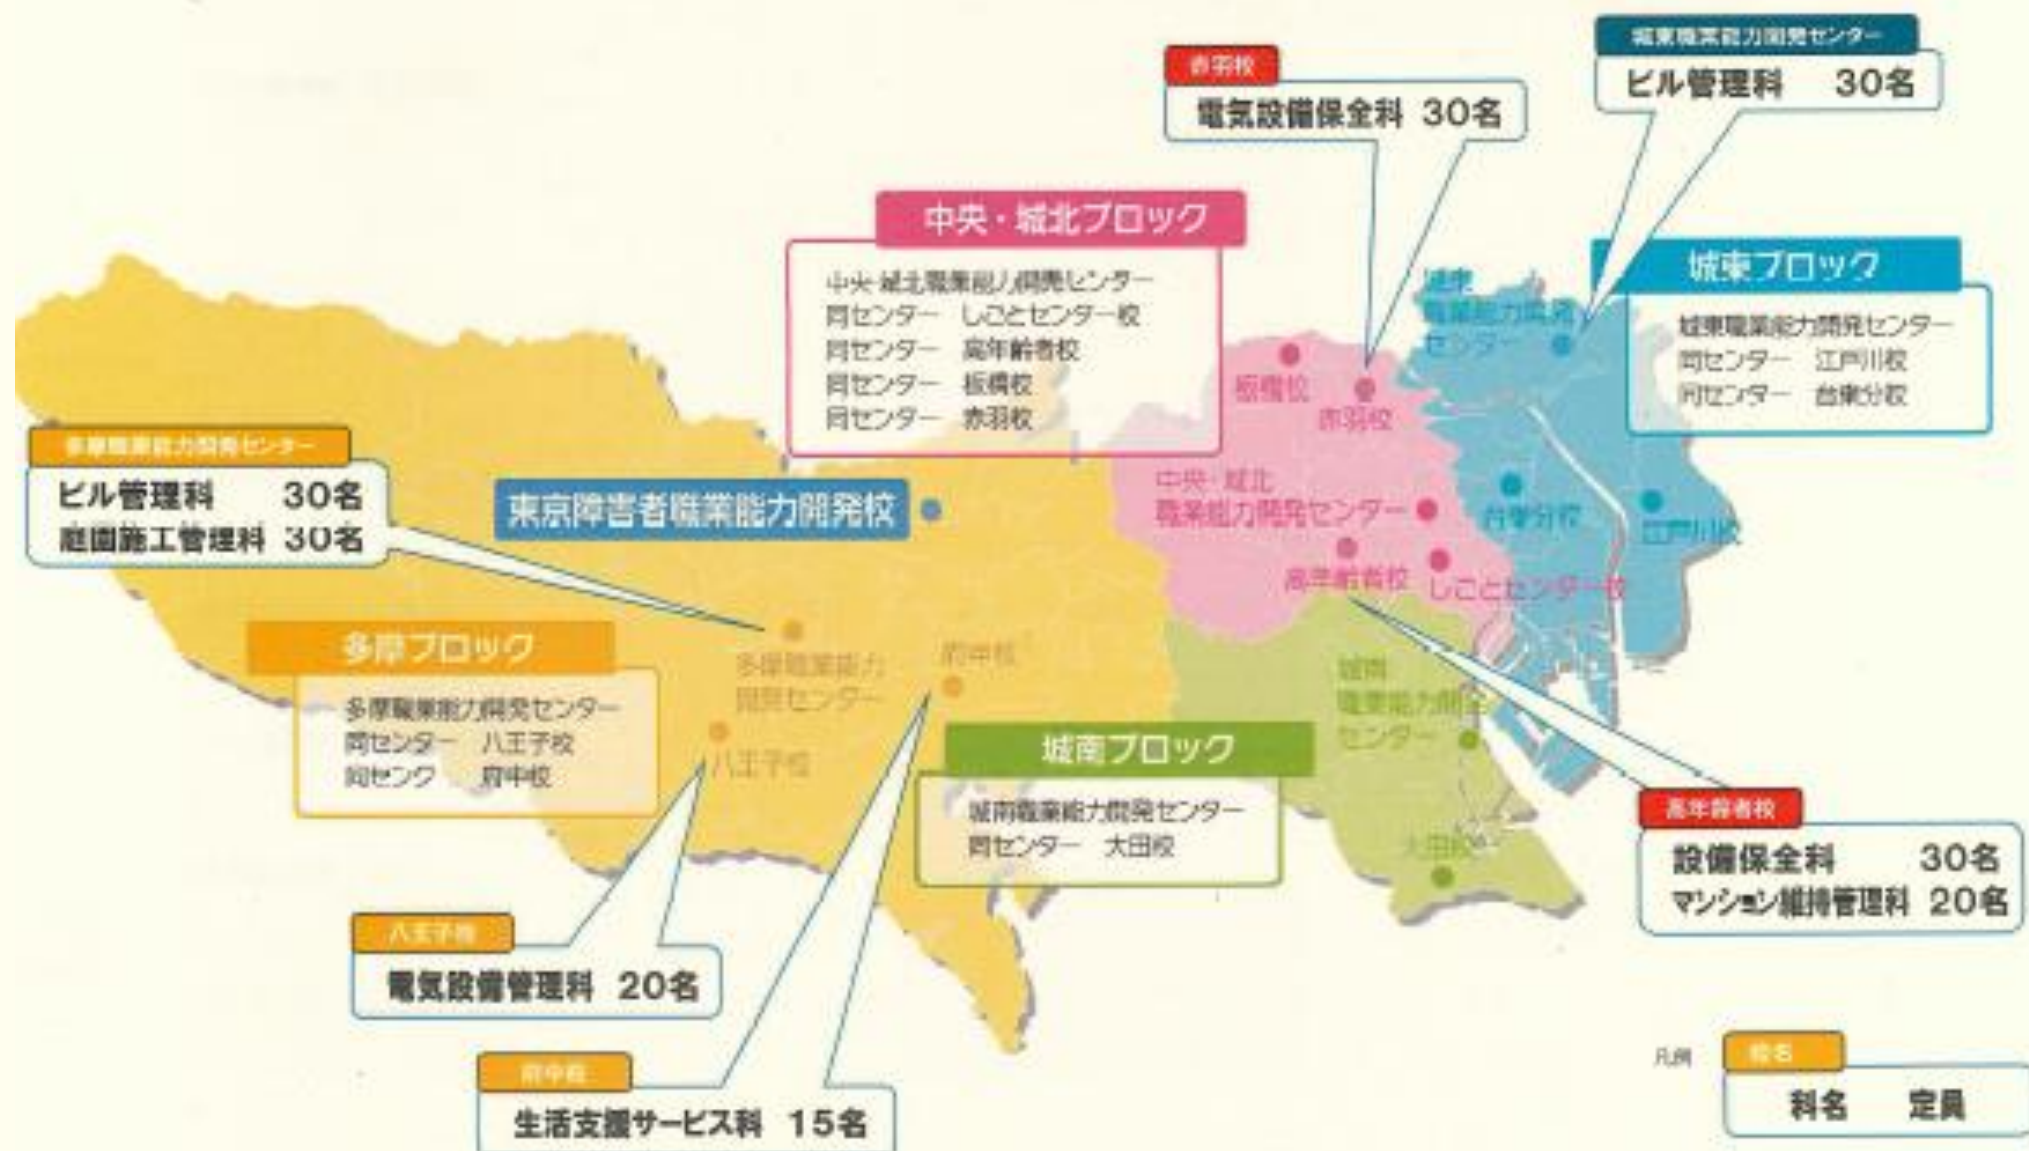 城東職業能力開発センター
ビル管理科 30名
赤羽校
電気設備保全科 30名
中央・城北ブロック
中央・城北職業能力開発センター
同センター しごとセンター校
同センター 高年齢者校
同センター 板橋校
同センター 赤羽校
城東ブロック
城東職業能力開発センター
同センター 江戸川校
同センター 台東分校
城東
職業能力開発
センター
板橋校
赤羽校
中央・城北
職業能力開発センター
高年齢者校
しごとセンター校
台東分校
江戸川校
多摩職業能力開発センター
ビル管理科 30名
庭園施工管理科 30名
東京障害者職業能力開発校
多摩ブロック
多摩職業能力開発センター
同センター 八王子校
同センク 府中校
多摩職業能力
開発センター
府中校
八王子校
城南ブロック
城南職業能力開発センター
同センター 大田校
城南
職業能力開発
センター
大田校
高年齢者校
設備保全科 30名
マンション維持管理科 20名
八王子校
電気設備管理科 20名
府中校
生活支援サービス科 15名
凡例
校名
科名 定員